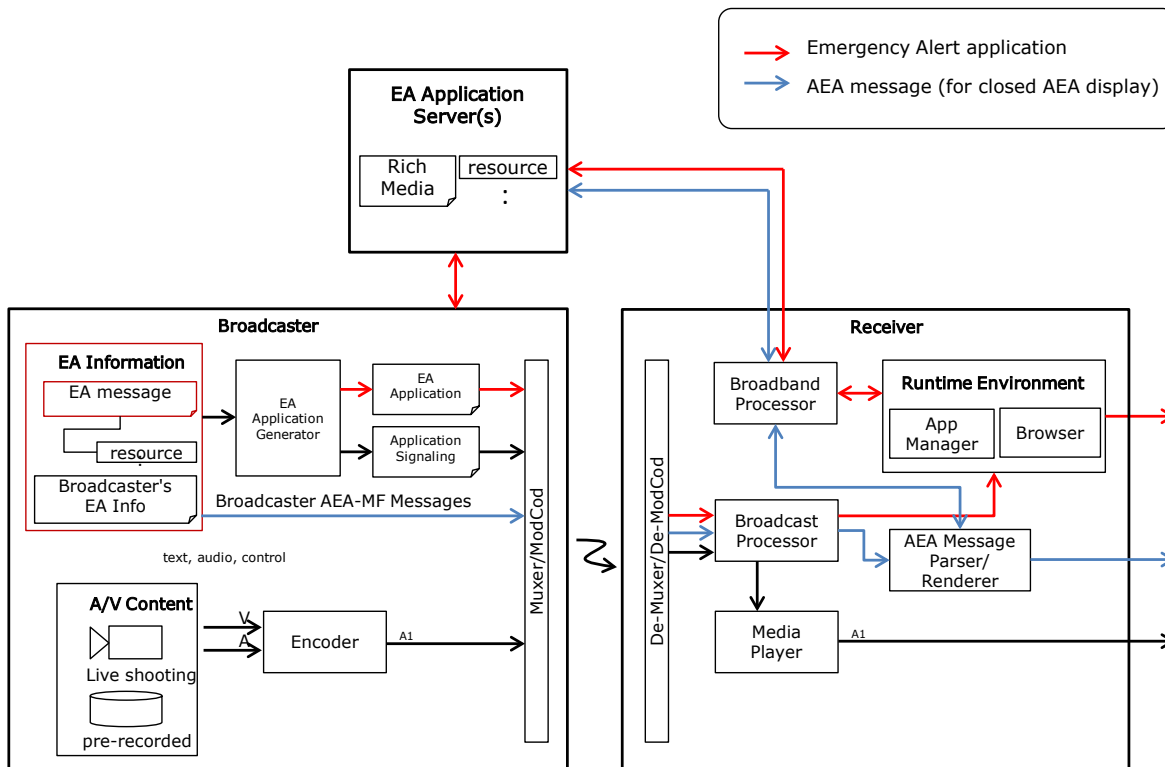 Emergency Alert application
AEA message (for closed AEA display)
EA Application
Server(s)
Rich
Media
resource
:
Broadcaster
EA Information
EA message
resource
:
Broadcaster's
EA Info
EA
Application
Generator
EA
Application
Application
Signaling
Broadcaster AEA-MF Messages
text, audio, control
A/V Content
Live shooting
pre-recorded
V
A
Encoder
A1
Muxer/ModCod
Receiver
De-Muxer/De-ModCod
Broadband
Processor
Runtime Environment
App
Manager
Browser
Broadcast
Processor
AEA Message
Parser/
Renderer
Media
Player
A1